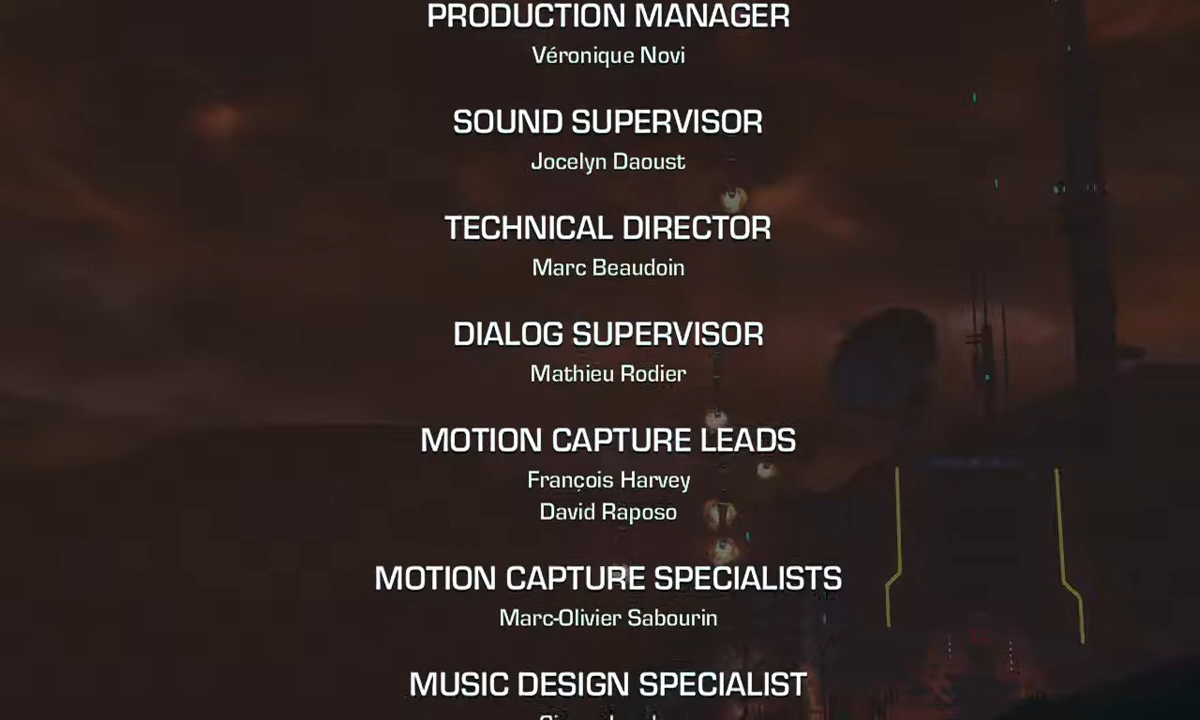 PRODUCTION MANAGER
Véronique Novi
SOUND SUPERVISOR
Jocelyn Daoust
TECHNICAL DIRECTOR
Marc Beaudoin
DIALOG SUPERVISOR
Mathieu Rodier
MOTION CAPTURE LEADS
François Harvey
David Raposo
MOTION CAPTURE SPECIALISTS
Marc-Olivier Sabourin
MUSIC DESIGN SPECIALIST